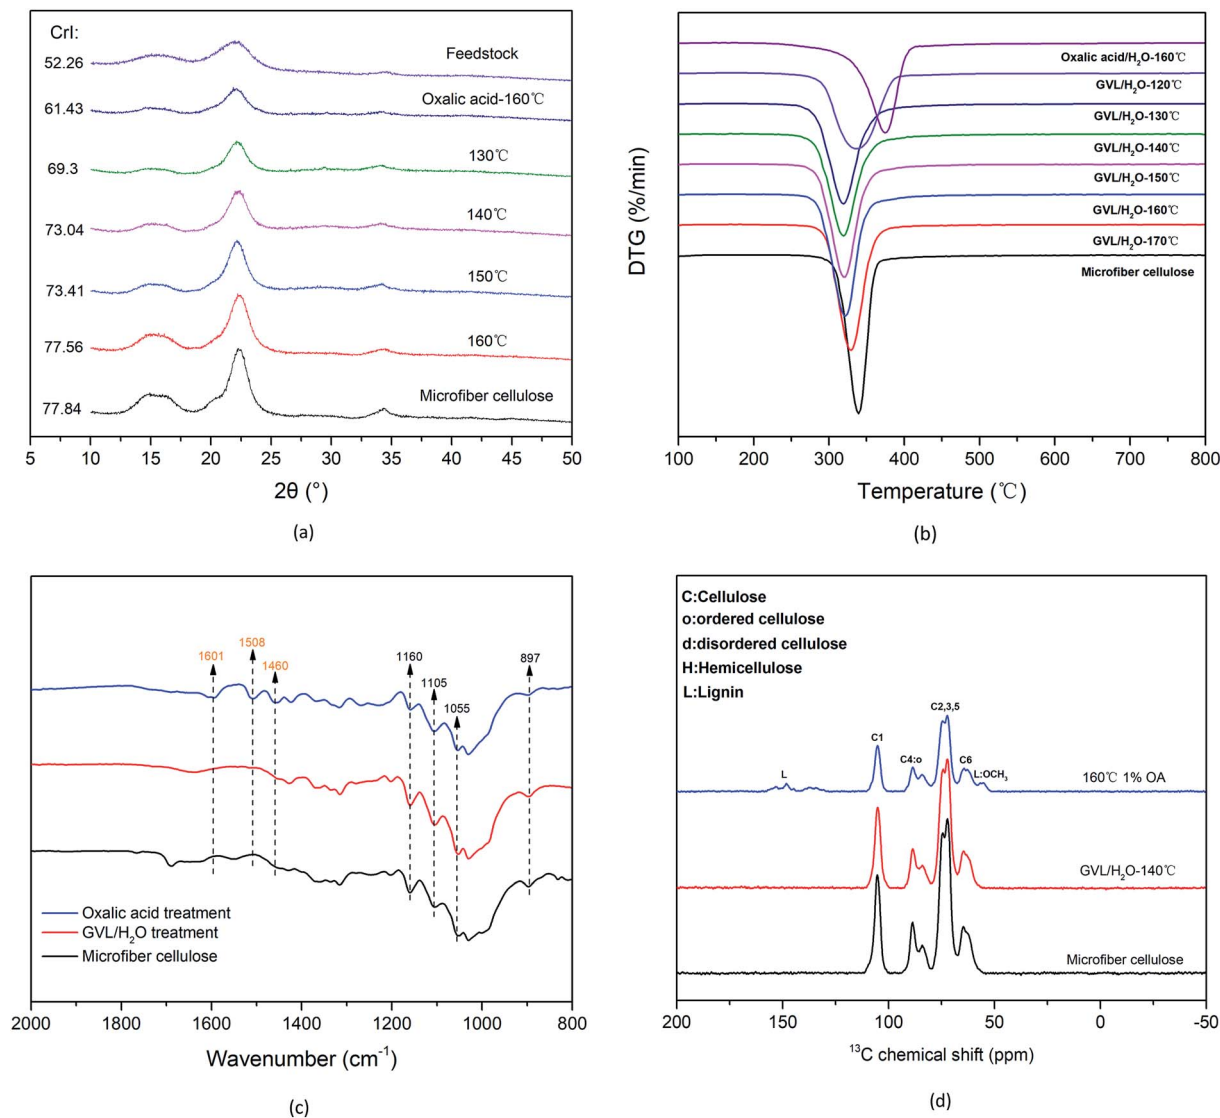 CrI:
52.26
Feedstock
61.43
Oxalic acid-160℃
69.3
130℃
73.04
140℃
73.41
150℃
77.56
160℃
77.84
Microfiber cellulose
5 10 15 20 25 30 35 40 45 50
2θ (°)
(a)
DTG (%/min)
Oxalic acid/H₂O-160℃
GVL/H₂O-120℃
GVL/H₂O-130℃
GVL/H₂O-140℃
GVL/H₂O-150℃
GVL/H₂O-160℃
GVL/H₂O-170℃
Microfiber cellulose
100 200 300 400 500 600 700 800
Temperature (℃)
(b)
1601
1508
1460
1160
1105
1055
897
Oxalic acid treatment
GVL/H₂O treatment
Microfiber cellulose
2000 1800 1600 1400 1200 1000 800
Wavenumber (cm⁻¹)
(c)
C:Cellulose
o:ordered cellulose
d:disordered cellulose
H:Hemicellulose
L:Lignin
L
C1
C4:o
C2,3,5
C6
L:OCH₃
160℃ 1% OA
GVL/H₂O-140℃
Microfiber cellulose
200 150 100 50 0 -50
¹³C chemical shift (ppm)
(d)